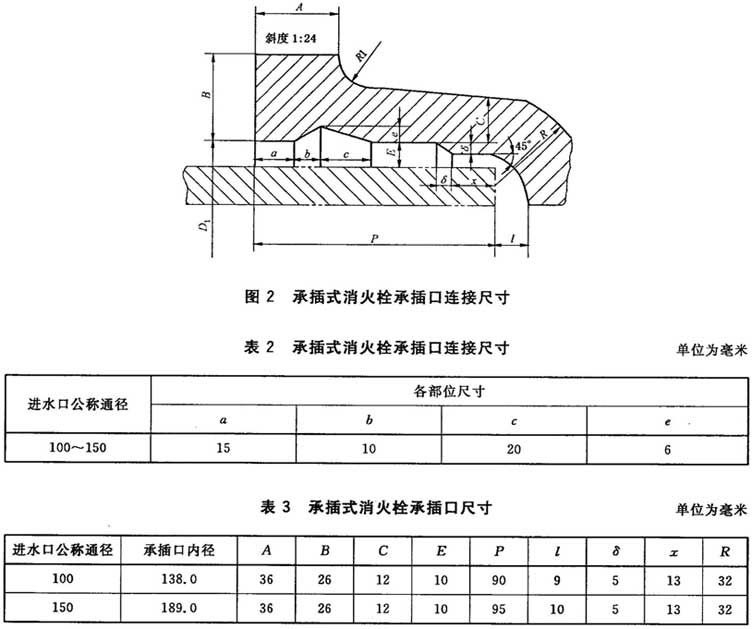 A
斜度 1:24
R1
B
C
e
δ
45°
R
a
b
c
E
δ
x
D₁
P
l
图 2 承插式消火栓承插口连接尺寸
表 2 承插式消火栓承插口连接尺寸
单位为毫米
进水口公称通径 各部位尺寸
a b c e
100~150 15 10 20 6
表 3 承插式消火栓承插口尺寸
单位为毫米
进水口公称通径 承插口内径 A B C E P l δ x R
100 138.0 36 26 12 10 90 9 5 13 32
150 189.0 36 26 12 10 95 10 5 13 32